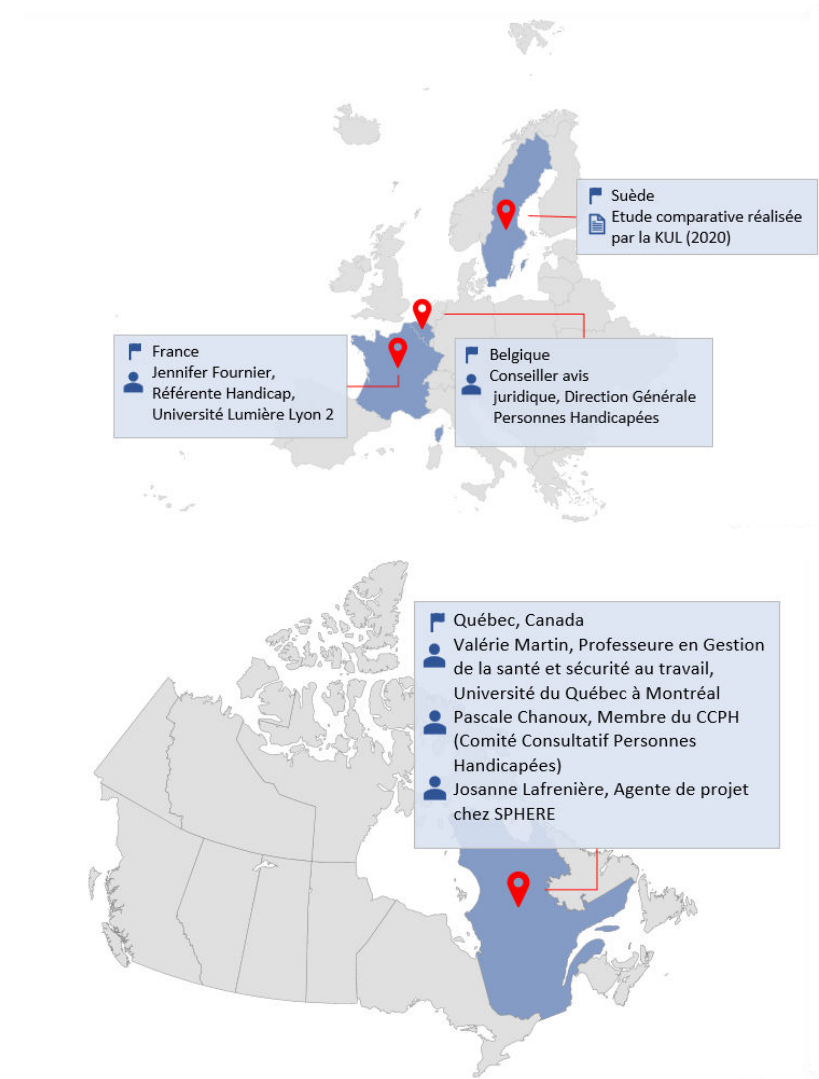 Suède
Etude comparative réalisée
par la KUL (2020)
France
Jennifer Fournier,
Référente Handicap,
Université Lumière Lyon 2
Belgique
Conseiller avis
juridique, Direction Générale
Personnes Handicapées
Québec, Canada
Valérie Martin, Professeure en Gestion
de la santé et sécurité au travail,
Université du Québec à Montréal
Pascale Chanoux, Membre du CCPH
(Comité Consultatif Personnes
Handicapées)
Josanne Lafrenière, Agente de projet
chez SPHERE